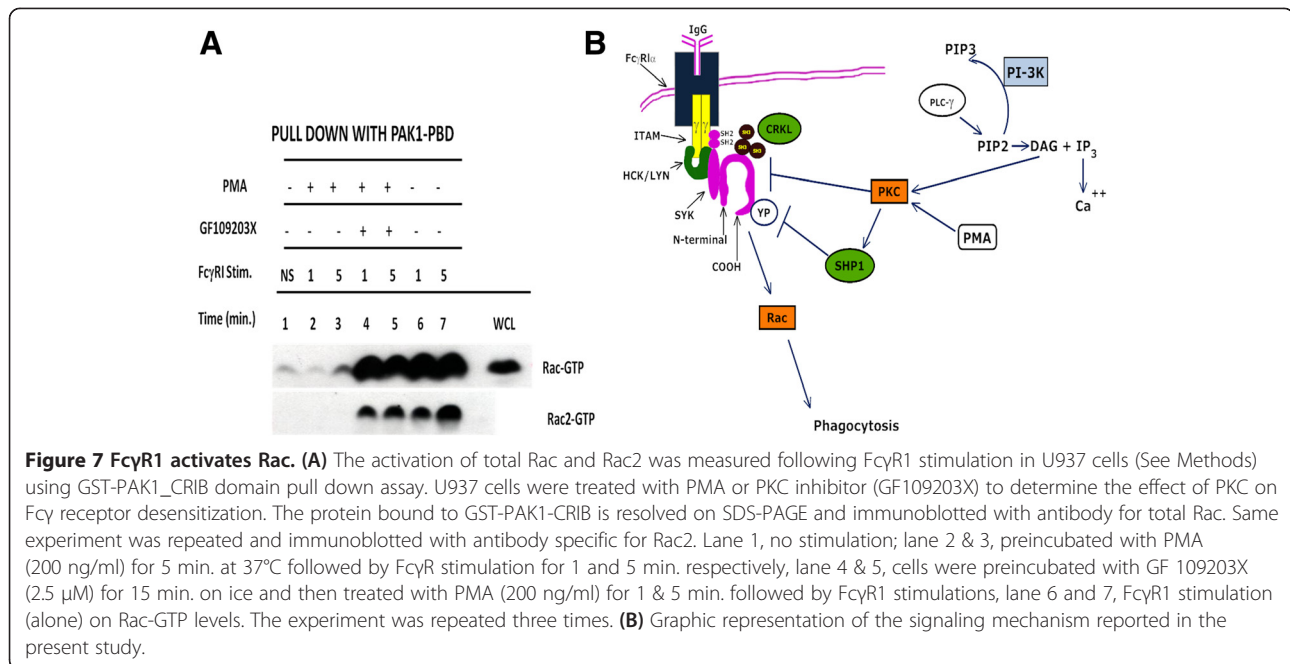 A
PULL DOWN WITH PAK1-PBD
PMA - + + + + - -
GF109203X - - - + + - -
FcγRI Stim. NS 1 5 1 5 1 5
Time (min.) 1 2 3 4 5 6 7 WCL
Rac-GTP
Rac2-GTP
B
IgG
FcγRIα
γ γ
ITAM
SH2
SH2
SH3
SH3
SH3
CRKL
HCK/LYN
SYK
N-terminal
COOH
YP
PIP3
PI-3K
PLC-γ
PIP2 DAG + IP3
Ca++
PKC
PMA
SHP1
Rac
Phagocytosis
Figure 7 FcγR1 activates Rac. (A) The activation of total Rac and Rac2 was measured following FcγR1 stimulation in U937 cells (See Methods)
using GST-PAK1_CRIB domain pull down assay. U937 cells were treated with PMA or PKC inhibitor (GF109203X) to determine the effect of PKC on
Fcγ receptor desensitization. The protein bound to GST-PAK1-CRIB is resolved on SDS-PAGE and immunoblotted with antibody for total Rac. Same
experiment was repeated and immunoblotted with antibody specific for Rac2. Lane 1, no stimulation; lane 2 & 3, preincubated with PMA
(200 ng/ml) for 5 min. at 37°C followed by FcγR stimulation for 1 and 5 min. respectively, lane 4 & 5, cells were preincubated with GF 109203X
(2.5 μM) for 15 min. on ice and then treated with PMA (200 ng/ml) for 1 & 5 min. followed by FcγR1 stimulations, lane 6 and 7, FcγR1 stimulation
(alone) on Rac-GTP levels. The experiment was repeated three times. (B) Graphic representation of the signaling mechanism reported in the
present study.